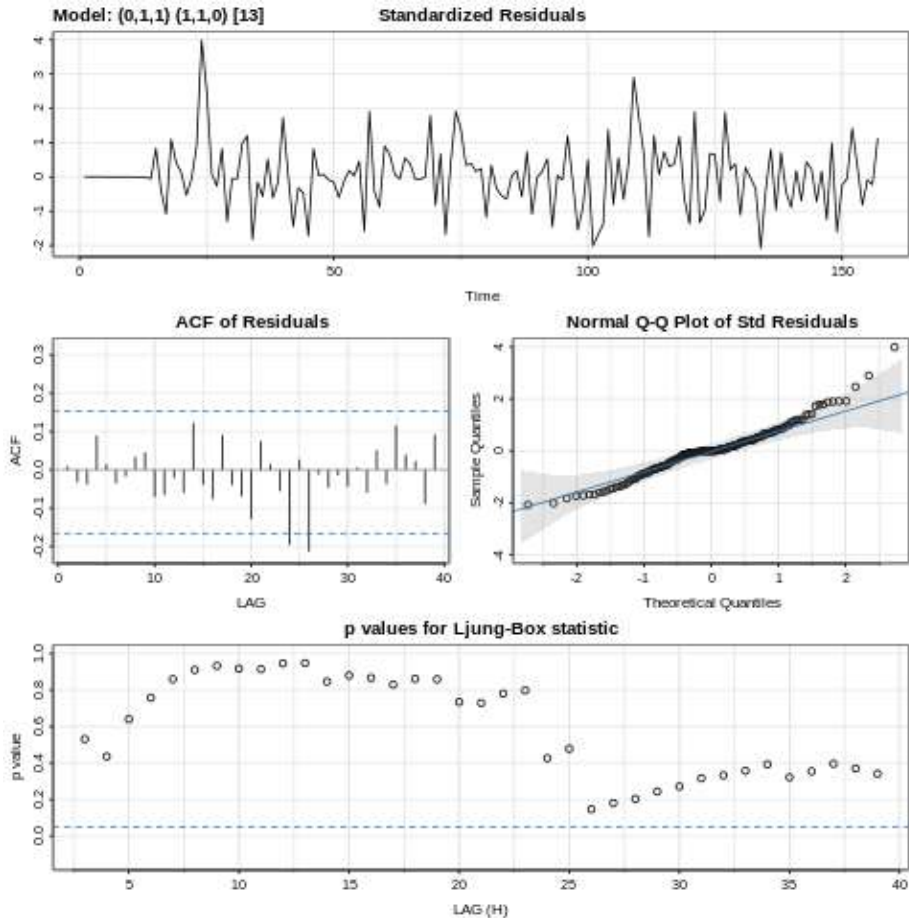 Model: (0,1,1) (1,1,0) [13] Standardized Residuals
4
3
2
1
0
-1
-2
0 50 100 150
Time
ACF of Residuals
0.3
0.2
0.1
0.0
-0.1
-0.2
ACF
0 10 20 30 40
LAG
Normal Q-Q Plot of Std Residuals
4
2
0
-2
-4
Sample Quantiles
-2 -1 0 1 2
Theoretical Quantiles
p values for Ljung-Box statistic
1.0
0.8
0.6
0.4
0.2
0.0
p value
5 10 15 20 25 30 35 40
LAG (H)